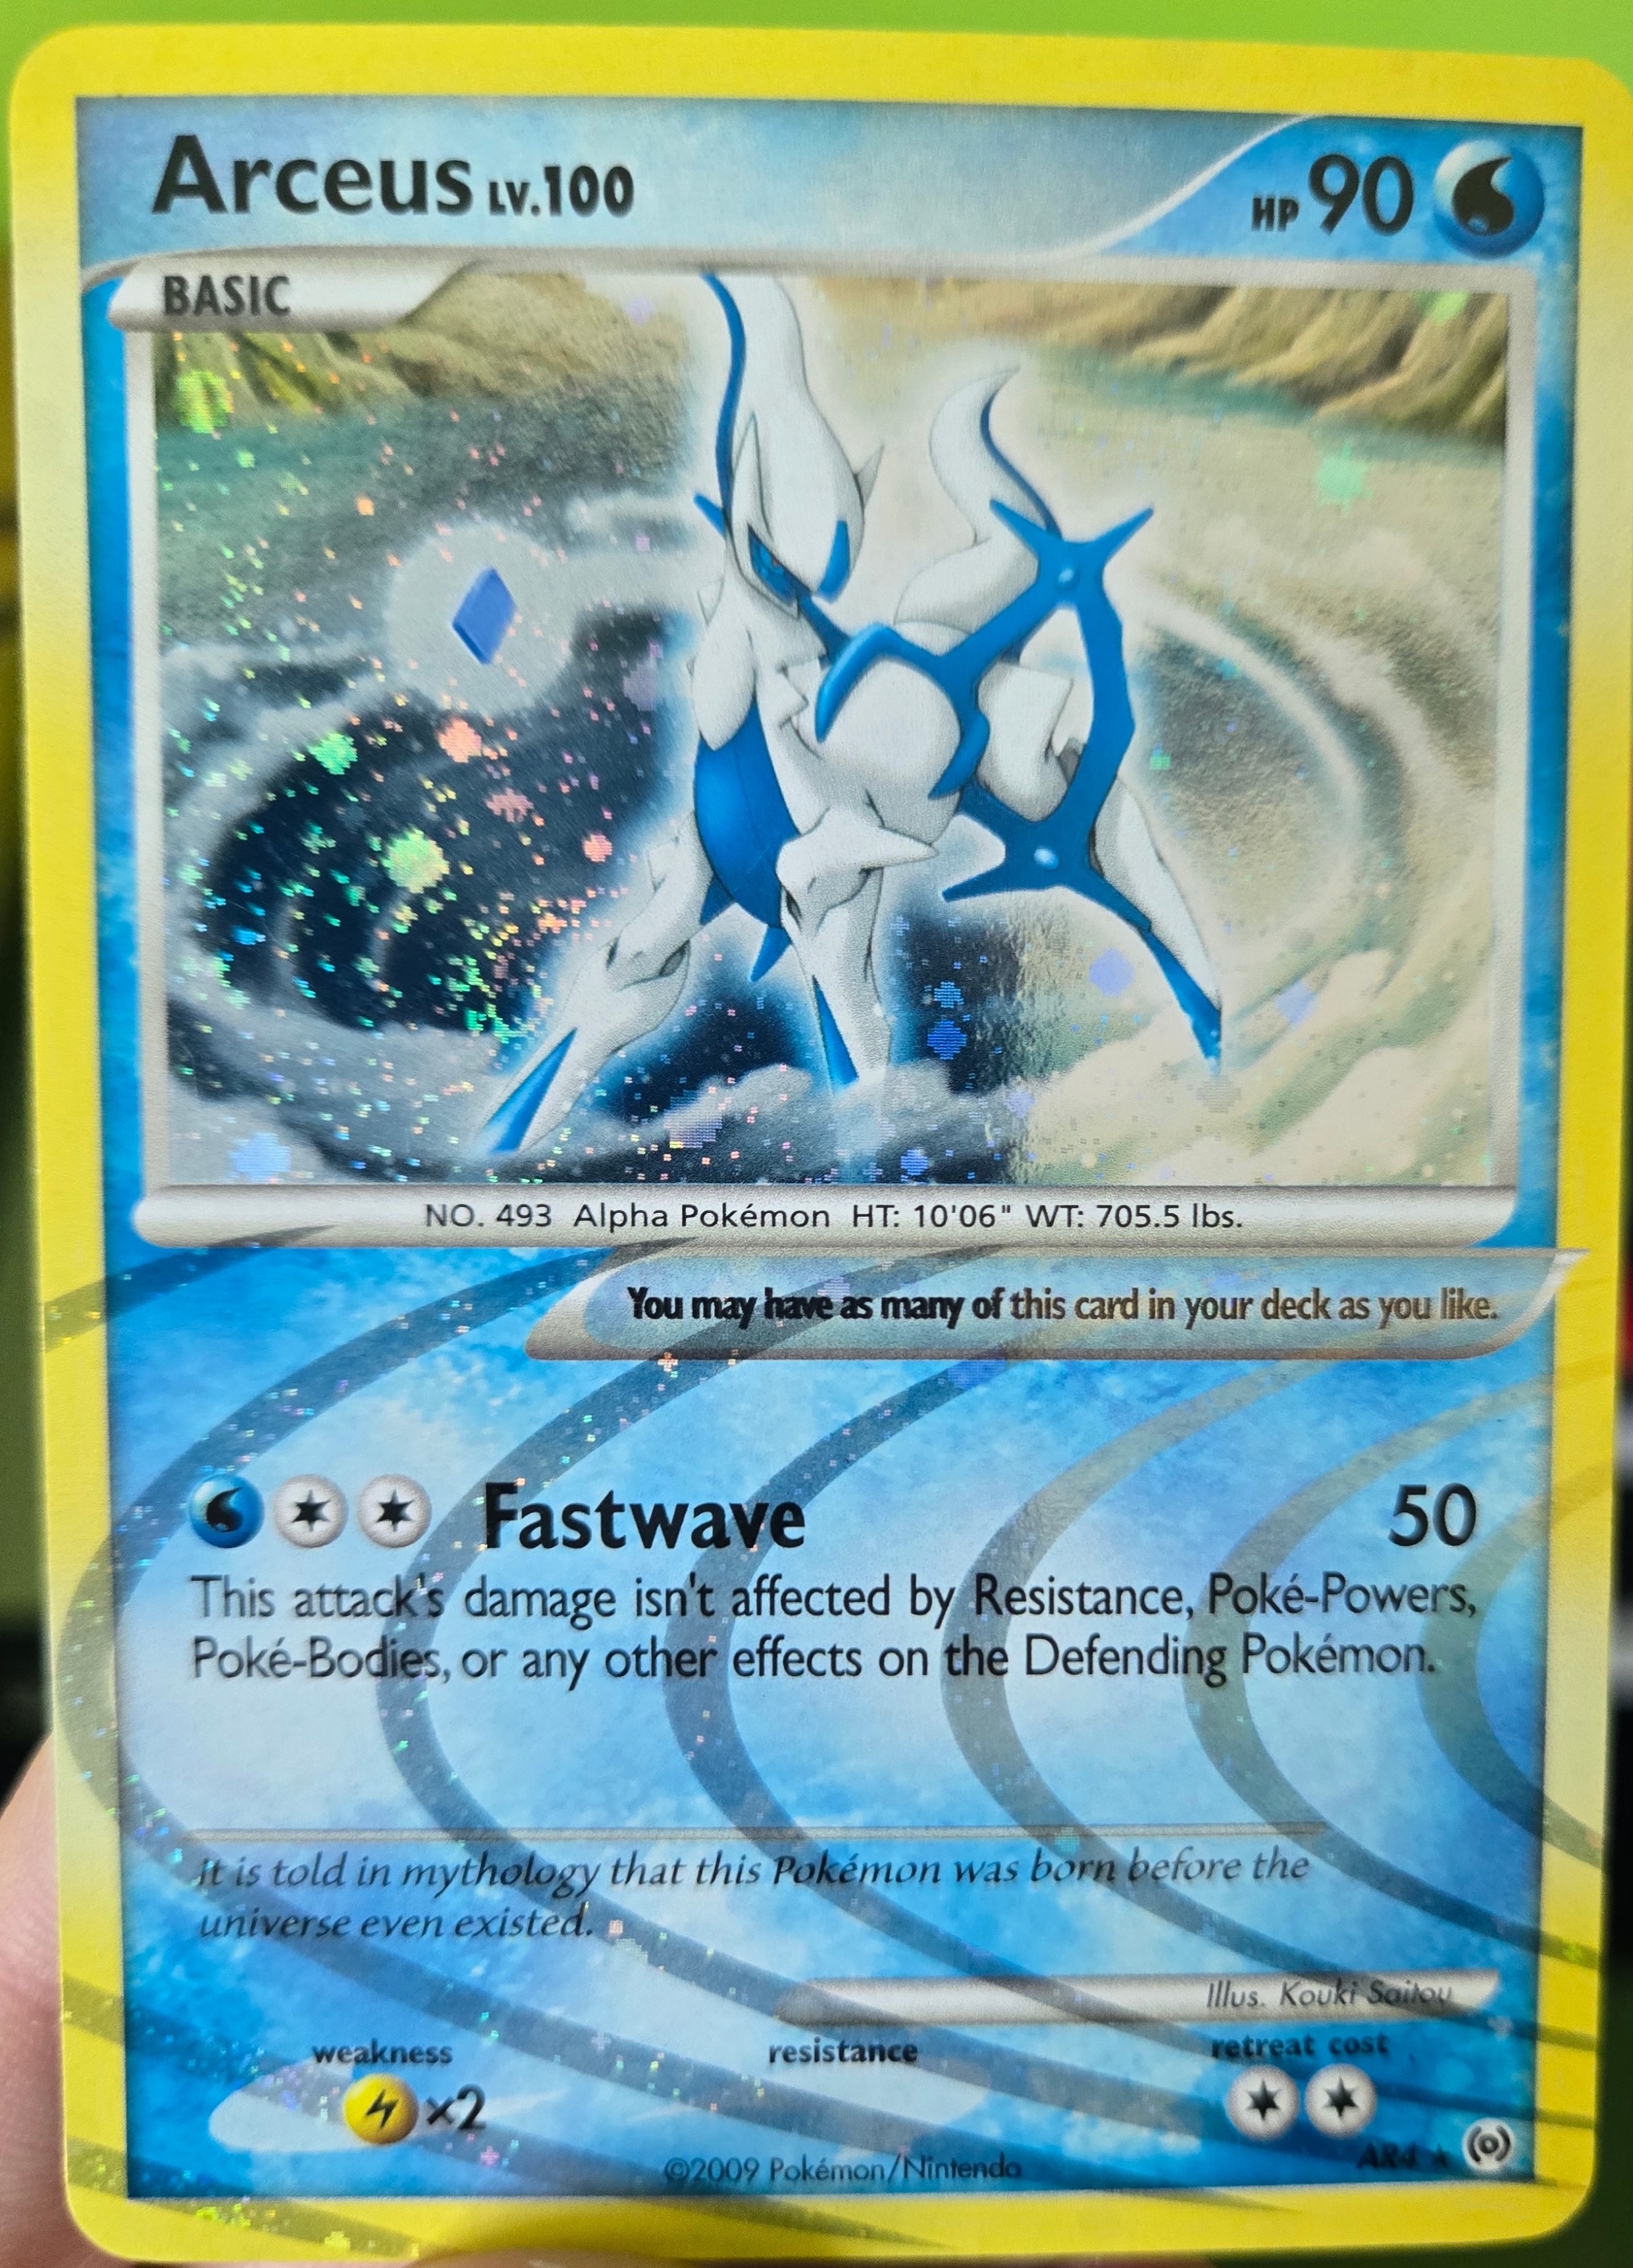 Arceus LV.100
HP 90
BASIC
NO. 493 Alpha Pokémon HT: 10'06" WT: 705.5 lbs.
You may have as many of this card in your deck as you like.
Fastwave 50
This attack's damage isn't affected by Resistance, Poké-Powers,
Poké-Bodies, or any other effects on the Defending Pokémon.
It is told in mythology that this Pokémon was born before the
universe even existed.
Illus. Kouki Saitou
weakness resistance retreat cost
×2
AR4 ★
©2009 Pokémon/Nintendo